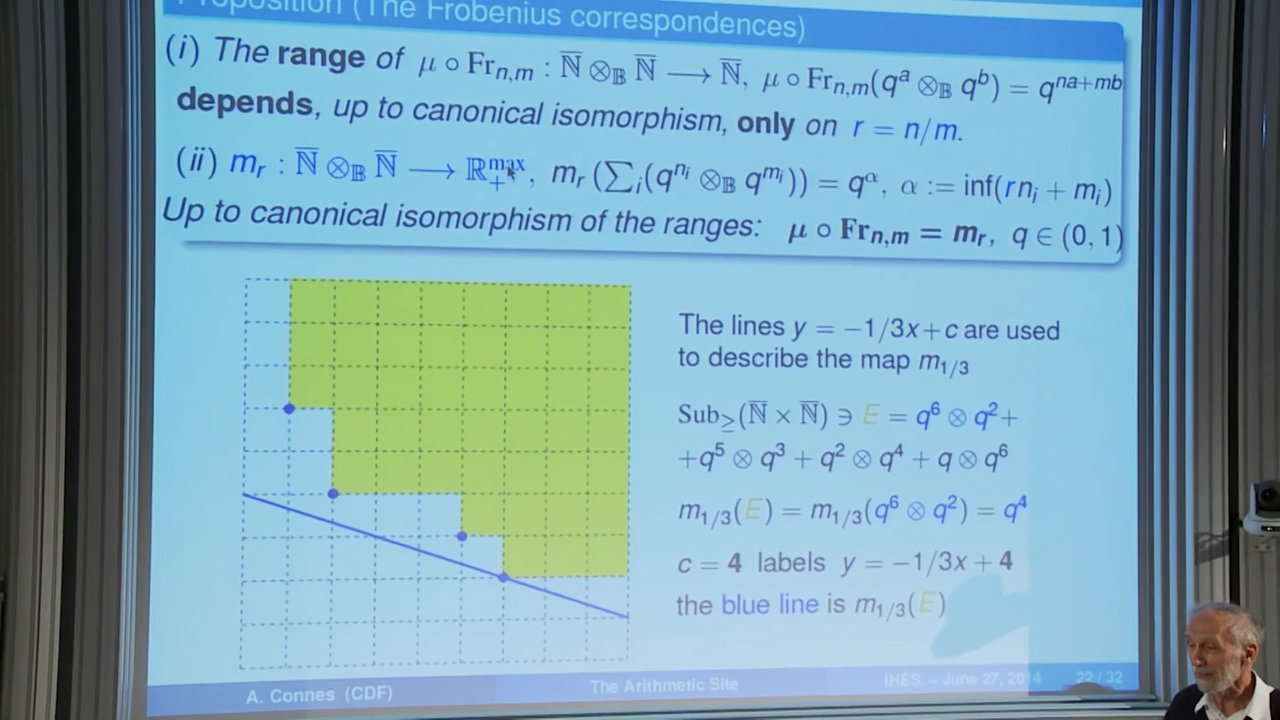 Proposition (The Frobenius correspondences)
(i) The range of μ ∘ Fr_{n,m} : N̅ ⊗_𝔹 N̅ ⟶ N̅, μ ∘ Fr_{n,m}(q^a ⊗_𝔹 q^b) = q^{na+mb}
depends, up to canonical isomorphism, only on r = n/m.
(ii) m_r : N̅ ⊗_𝔹 N̅ ⟶ ℝ_+^{max}, m_r (∑_i(q^{n_i} ⊗_𝔹 q^{m_i})) = q^α, α := inf(rn_i + m_i)
Up to canonical isomorphism of the ranges: μ ∘ Fr_{n,m} = m_r, q ∈ (0, 1)
The lines y = −1/3x+c are used
to describe the map m_{1/3}
Sub_≥(N̅ × N̅) ∋ E = q^6 ⊗ q^2+
+q^5 ⊗ q^3 + q^2 ⊗ q^4 + q ⊗ q^6
m_{1/3}(E) = m_{1/3}(q^6 ⊗ q^2) = q^4
c = 4 labels y = −1/3x + 4
the blue line is m_{1/3}(E)
A. Connes (CDF)
The Arithmetic Site
IHÉS. – June 27, 2014
22 / 32